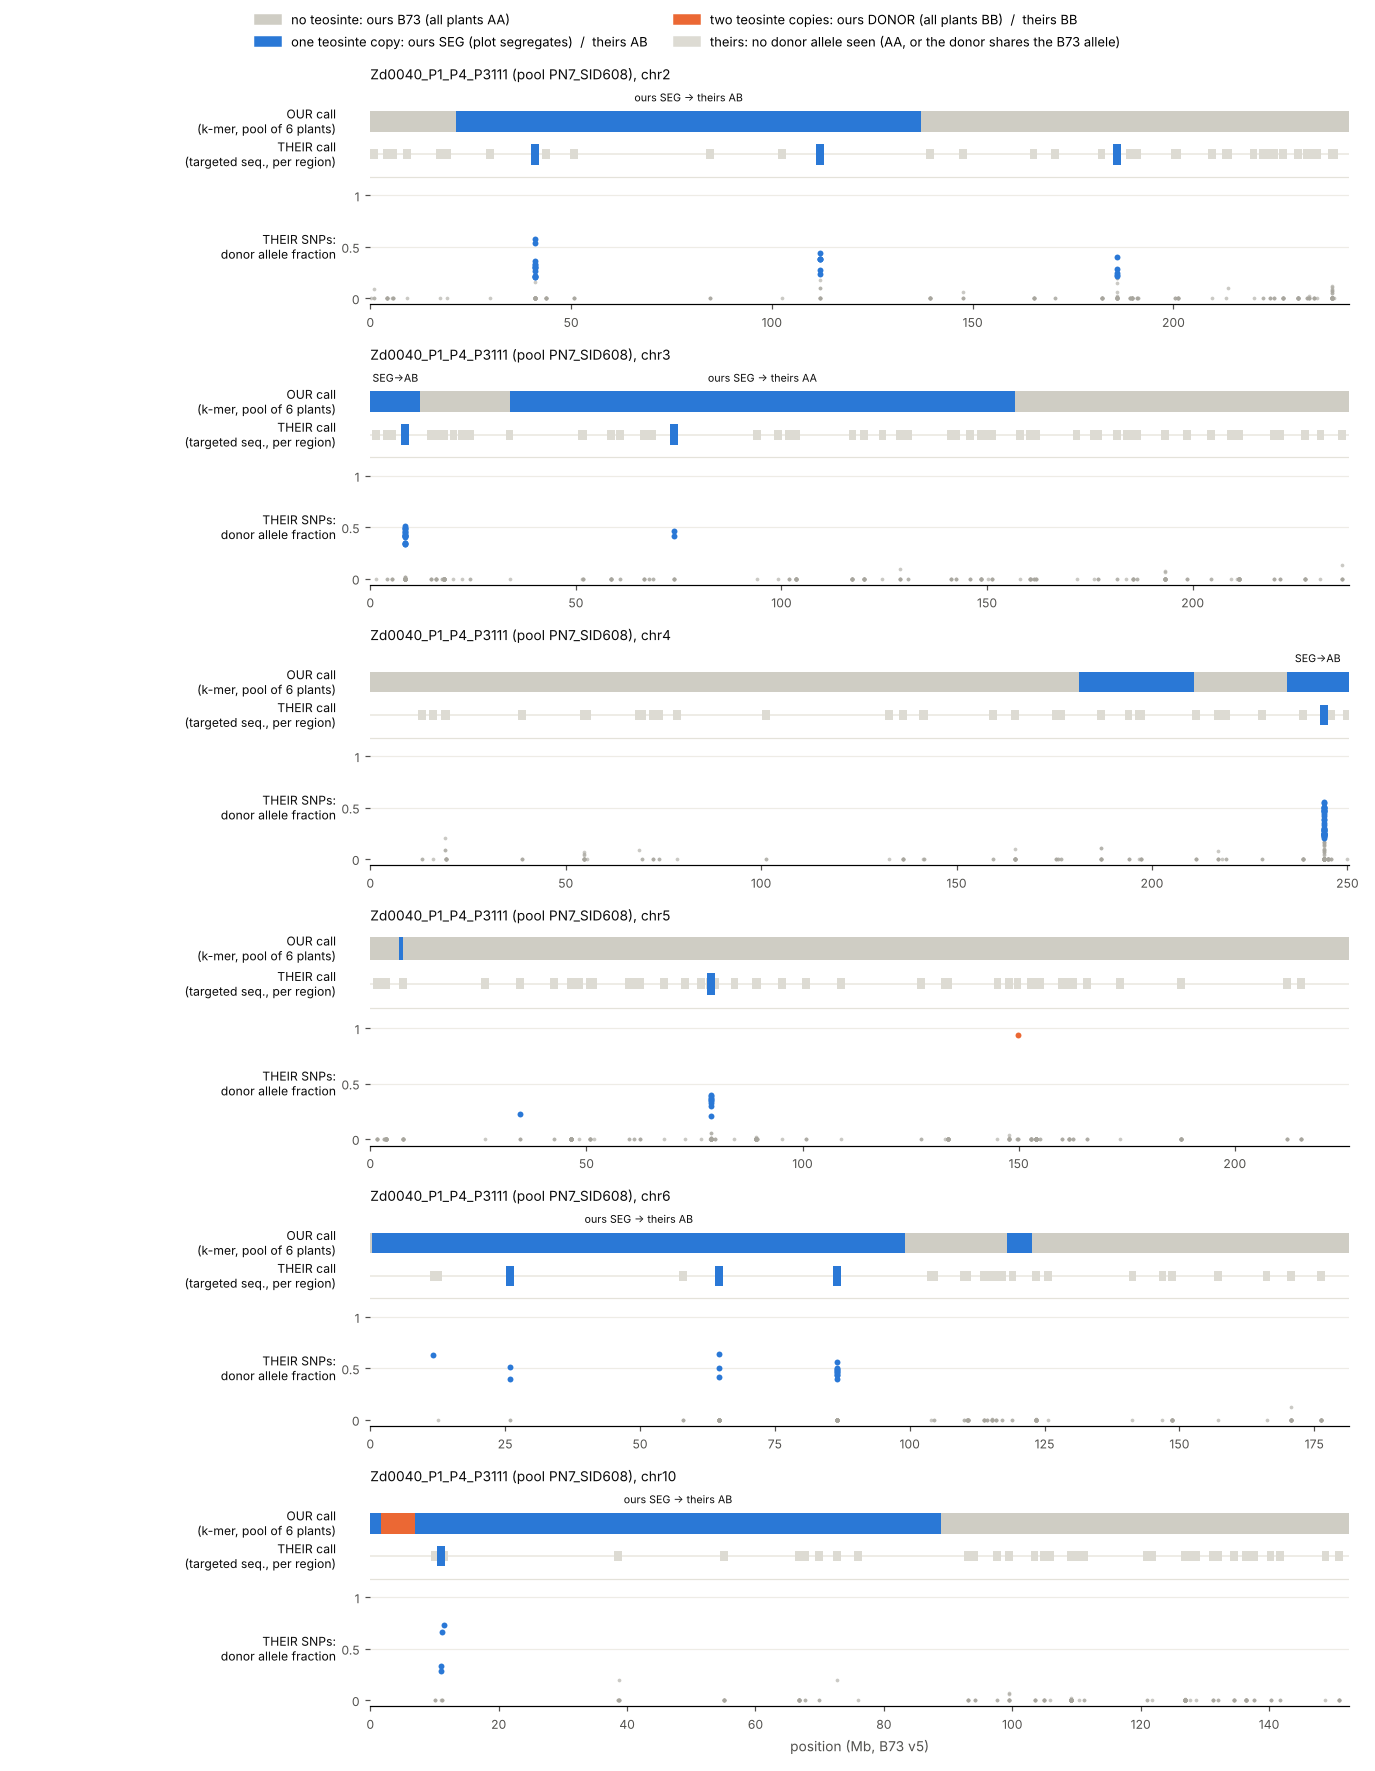 no teosinte: ours B73 (all plants AA)
two teosinte copies: ours DONOR (all plants BB)  /  theirs BB
one teosinte copy: ours SEG (plot segregates)  /  theirs AB
theirs: no donor allele seen (AA, or the donor shares the B73 allele)
Zd0040_P1_P4_P3111 (pool PN7_SID608), chr2
ours SEG → theirs AB
OUR call
(k-mer, pool of 6 plants)
THEIR call
(targeted seq., per region)
1
THEIR SNPs:
donor allele fraction
0.5
0
0 50 100 150 200
Zd0040_P1_P4_P3111 (pool PN7_SID608), chr3
SEG→AB
ours SEG → theirs AA
OUR call
(k-mer, pool of 6 plants)
THEIR call
(targeted seq., per region)
1
THEIR SNPs:
donor allele fraction
0.5
0
0 50 100 150 200
Zd0040_P1_P4_P3111 (pool PN7_SID608), chr4
SEG→AB
OUR call
(k-mer, pool of 6 plants)
THEIR call
(targeted seq., per region)
1
THEIR SNPs:
donor allele fraction
0.5
0
0 50 100 150 200 250
Zd0040_P1_P4_P3111 (pool PN7_SID608), chr5
OUR call
(k-mer, pool of 6 plants)
THEIR call
(targeted seq., per region)
1
THEIR SNPs:
donor allele fraction
0.5
0
0 50 100 150 200
Zd0040_P1_P4_P3111 (pool PN7_SID608), chr6
ours SEG → theirs AB
OUR call
(k-mer, pool of 6 plants)
THEIR call
(targeted seq., per region)
1
THEIR SNPs:
donor allele fraction
0.5
0
0 25 50 75 100 125 150 175
Zd0040_P1_P4_P3111 (pool PN7_SID608), chr10
ours SEG → theirs AB
OUR call
(k-mer, pool of 6 plants)
THEIR call
(targeted seq., per region)
1
THEIR SNPs:
donor allele fraction
0.5
0
0 20 40 60 80 100 120 140
position (Mb, B73 v5)